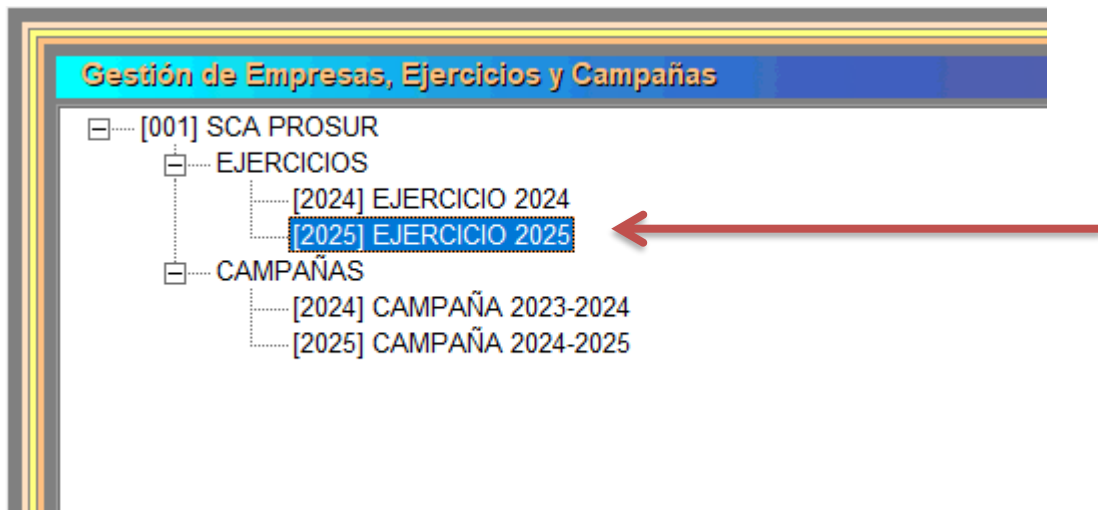 Gestión de Empresas, Ejercicios y Campañas
[001] SCA PROSUR
EJERCICIOS
[2024] EJERCICIO 2024
[2025] EJERCICIO 2025
CAMPAÑAS
[2024] CAMPAÑA 2023-2024
[2025] CAMPAÑA 2024-2025